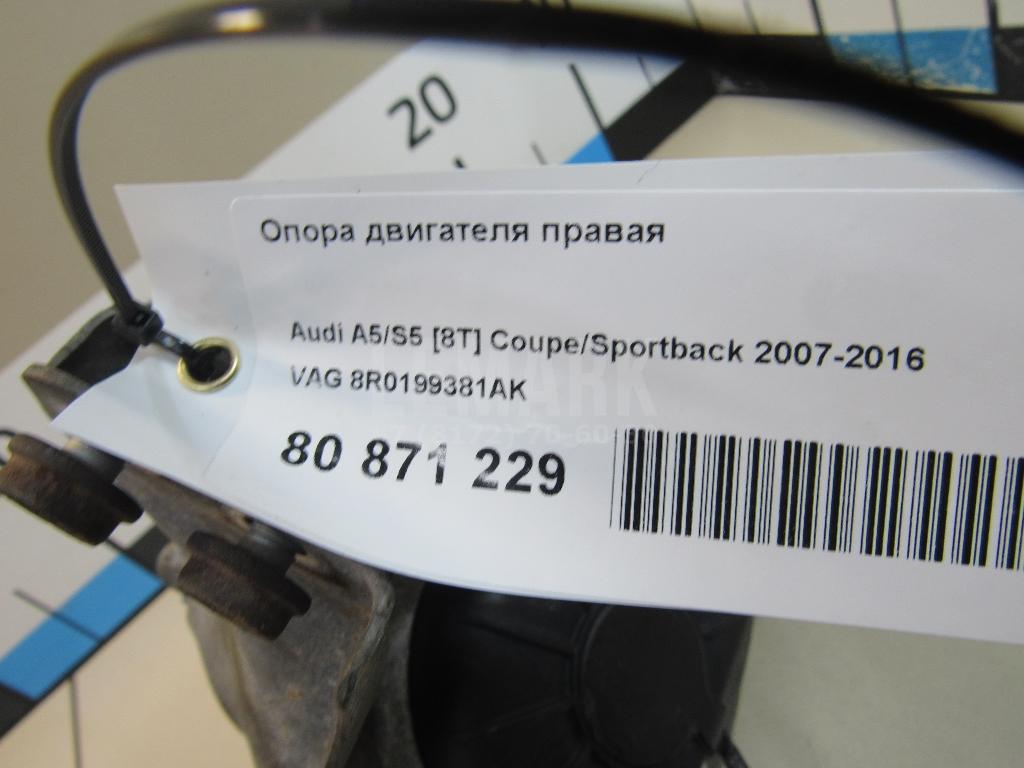 20
Опора двигателя правая
Audi A5/S5 [8T] Coupe/Sportback 2007-2016
VAG 8R0199381AK
80 871 229